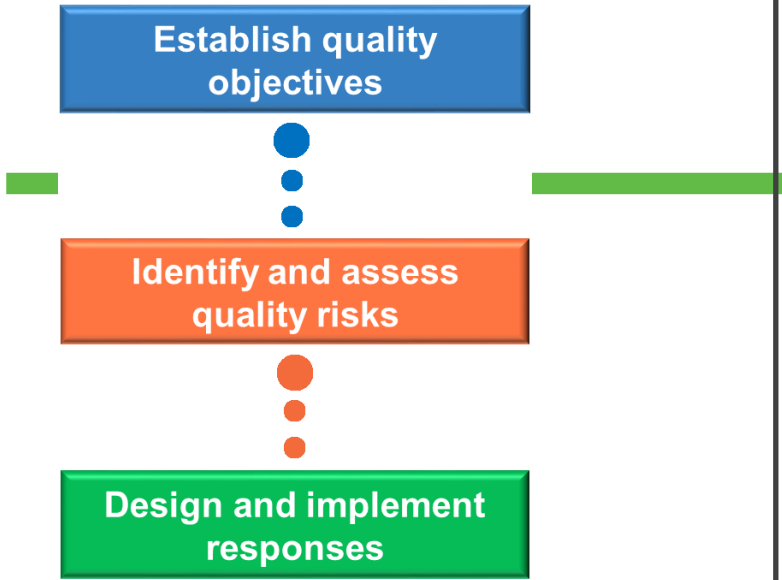 Establish quality
objectives
Identify and assess
quality risks
Design and implement
responses